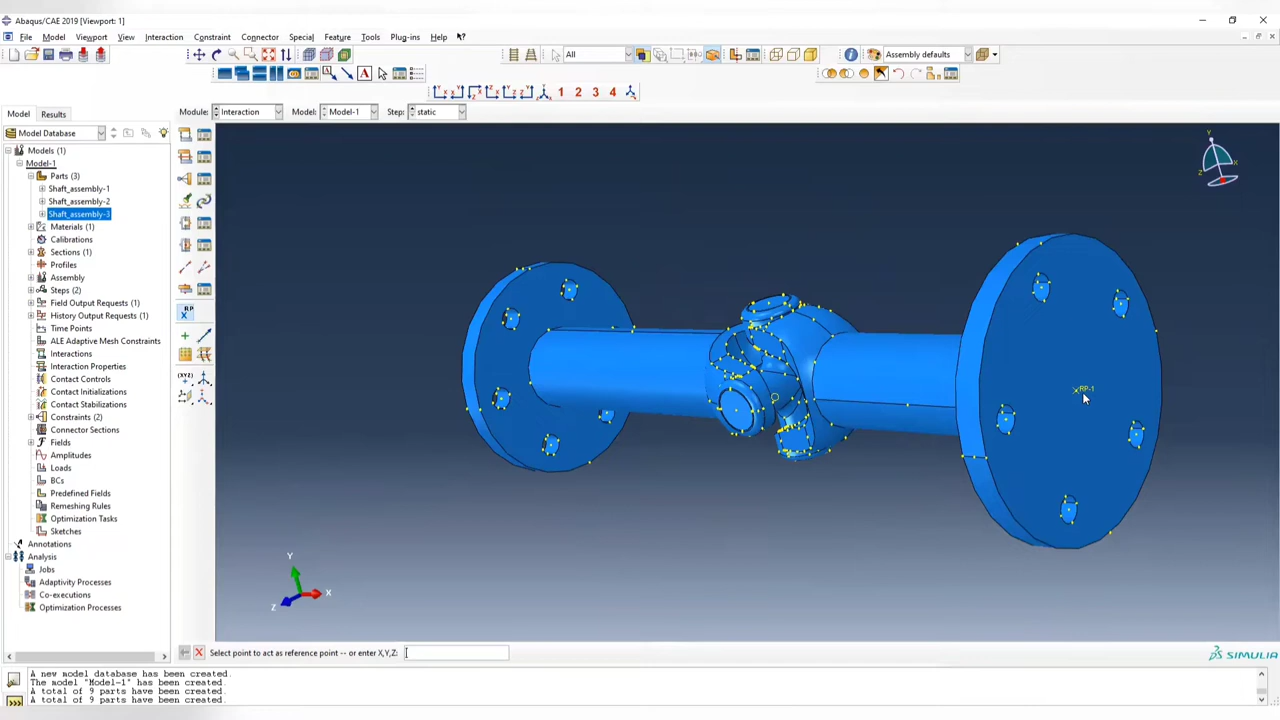 Abaqus/CAE 2019 [Viewport: 1]
File Model Viewport View Interaction Constraint Connector Special Feature Tools Plug-ins Help
All
Assembly defaults
1 2 3 4
Model Results
Module: Interaction Model: Model-1 Step: static
Model Database
Models (1)
Model-1
Parts (3)
Shaft_assembly-1
Shaft_assembly-2
Shaft_assembly-3
Materials (1)
Calibrations
Sections (1)
Profiles
Assembly
Steps (2)
Field Output Requests (1)
History Output Requests (1)
Time Points
ALE Adaptive Mesh Constraints
Interactions
Interaction Properties
Contact Controls
Contact Initializations
Contact Stabilizations
Constraints (2)
Connector Sections
Fields
Amplitudes
Loads
BCs
Predefined Fields
Remeshing Rules
Optimization Tasks
Sketches
Annotations
Analysis
Jobs
Adaptivity Processes
Co-executions
Optimization Processes
RP
X
(XYZ)
Y
X
Z
RP-1
Y
X
Z
Select point to act as reference point -- or enter X,Y,Z:
SIMULIA
A new model database has been created.
The model "Model-1" has been created.
A total of 9 parts have been created.
A total of 9 parts have been created.